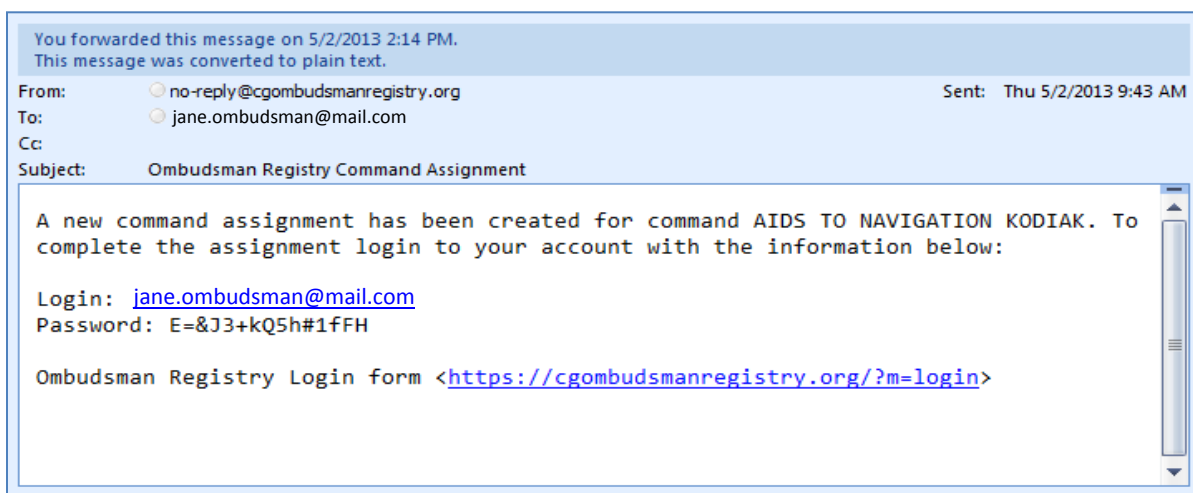 You forwarded this message on 5/2/2013 2:14 PM.
This message was converted to plain text.
From: no-reply@cgombudsmanregistry.org Sent: Thu 5/2/2013 9:43 AM
To: jane.ombudsman@mail.com
Cc:
Subject: Ombudsman Registry Command Assignment
A new command assignment has been created for command AIDS TO NAVIGATION KODIAK. To
complete the assignment login to your account with the information below:
Login: jane.ombudsman@mail.com
Password: E=&J3+kQ5h#1fFH
Ombudsman Registry Login form <https://cgombudsmanregistry.org/?m=login>